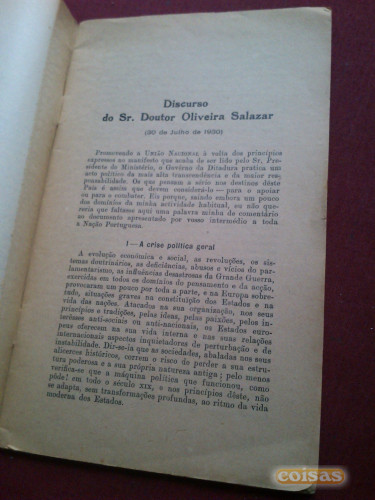 Discurso
do Sr. Doutor Oliveira Salazar
(30 de Julho de 1930)
Promovendo a UNIÃO NACIONAL à volta dos princípios
expressos no manifesto que acaba de ser lido pelo Sr. Pre-
sidente do Ministério, o Governo da Ditadura pratica um
acto político da mais alta transcendência e da maior res-
ponsabilidade. Os que pensam a sério nos destinos dêste
País é assim que devem considerá-lo — para o apoiar
ou para o combater. Eis porque, saindo embora um pouco
dos domínios da minha actividade habitual, eu não que-
reria que faltasse aqui uma palavra minha de comentário
ao documento apresentado por vosso intermédio a toda
a Nação Portuguesa.
I — A crise política geral
A evolução económica e social, as revoluções, os sis-
temas doutrinários, as deficiências, abusos e vícios do par-
lamentarismo, as influências desastrosas da Grande Guerra,
exercidas em todos os domínios do pensamento e da acção,
provocaram um pouco por toda a parte, e na Europa sobre-
tudo, situações graves na constituição dos Estados e na
vida das nações. Atacados na sua organização, nos seus
princípios e tradições, pelas ideas, pelas paixões, pelos in-
terêsses anti-sociais ou anti-nacionais, os Estados euro-
peus oferecem na sua vida interna e nas suas relações
internacionais aspectos inquietadores de perturbação e de
instabilidade. Dir-se-ia que as sociedades, abaladas nos seus
alicerces históricos, correm o risco de perder a sua estru-
tura poderosa e a sua própria natureza antiga; pelo menos
verifica-se que a máquina política que funcionou, como
pôde! em todo o século XIX, e nos princípios dêste, não
se adapta, sem transformações profundas, ao ritmo da vida
moderna dos Estados.
coisas